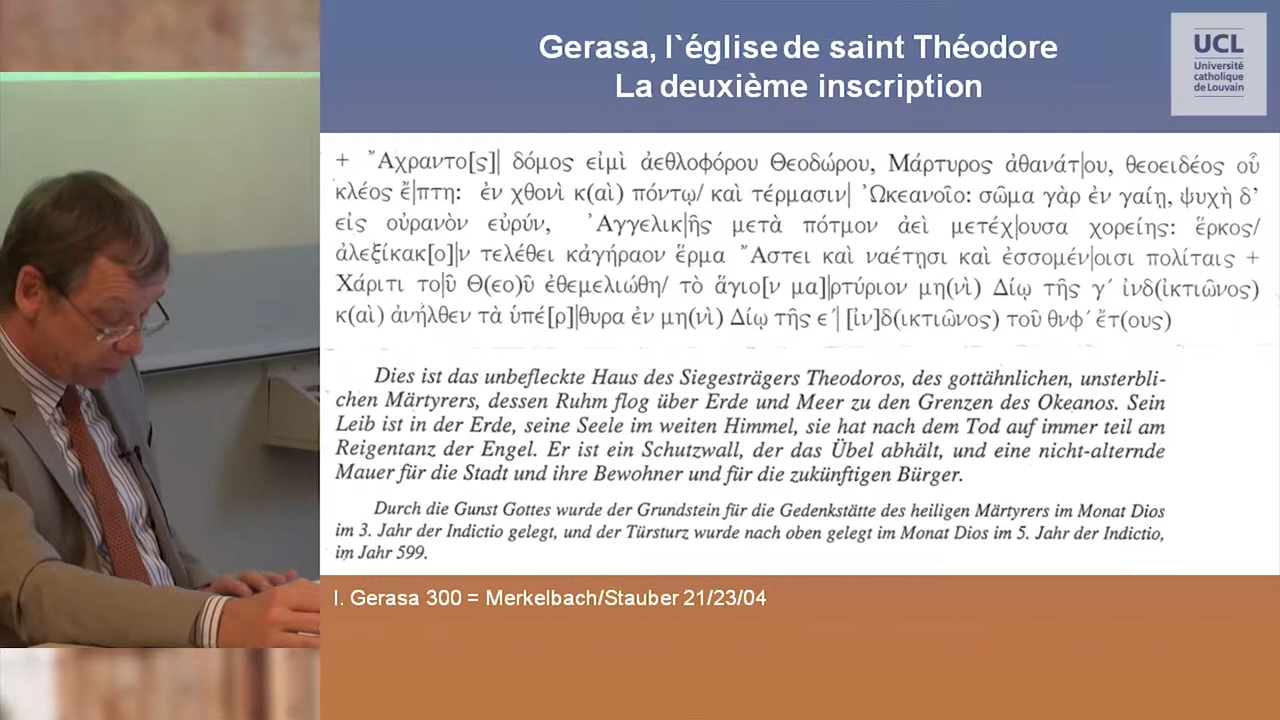 Gerasa, l`église de saint Théodore
La deuxième inscription
UCL
Université
catholique
de Louvain
+ Ἄχραντο[ς]| δόμος εἰμὶ ἀεθλοφόρου Θεοδώρου, Μάρτυρος ἀθανάτ|ου, θεοειδέος οὗ
κλέος ἔ|πτη: ἐν χθονὶ κ(αὶ) πόντῳ/ καὶ τέρμασιν| Ὠκεανοῖο: σῶμα γὰρ ἐν γαίῃ, ψυχὴ δ’
εἰς οὐρανὸν εὐρύν, Ἀγγελικ|ῆς μετὰ πότμον ἀεὶ μετέχ|ουσα χορείης: ἕρκος/
ἀλεξίκακ[ο]|ν τελέθει κἀγήραον ἕρμα Ἄστει καὶ ναέτῃσι καὶ ἐσσομέν|οισι πολίταις +
Χάριτι το|ῦ Θ(εο)ῦ ἐθεμελιώθη/ τὸ ἅγιο[ν μα]|ρτύριον μη(νὶ) Δίῳ τῆς γ´ ἰνδ(ικτιῶνος)
κ(αὶ) ἀνήλθεν τὰ ὑπέ[ρ]|θυρα ἐν μη(νὶ) Δίῳ τῆς ε´| [ἰν]δ(ικτιῶνος) τοῦ θνφ´ ἔτ(ους)
Dies ist das unbefleckte Haus des Siegesträgers Theodoros, des gottähnlichen, unsterbli-
chen Märtyrers, dessen Ruhm flog über Erde und Meer zu den Grenzen des Okeanos. Sein
Leib ist in der Erde, seine Seele im weiten Himmel, sie hat nach dem Tod auf immer teil am
Reigentanz der Engel. Er ist ein Schutzwall, der das Übel abhält, und eine nicht-alternde
Mauer für die Stadt und ihre Bewohner und für die zukünftigen Bürger.
Durch die Gunst Gottes wurde der Grundstein für die Gedenkstätte des heiligen Märtyrers im Monat Dios
im 3. Jahr der Indictio gelegt, und der Türsturz wurde nach oben gelegt im Monat Dios im 5. Jahr der Indictio,
im Jahr 599.
I. Gerasa 300 = Merkelbach/Stauber 21/23/04